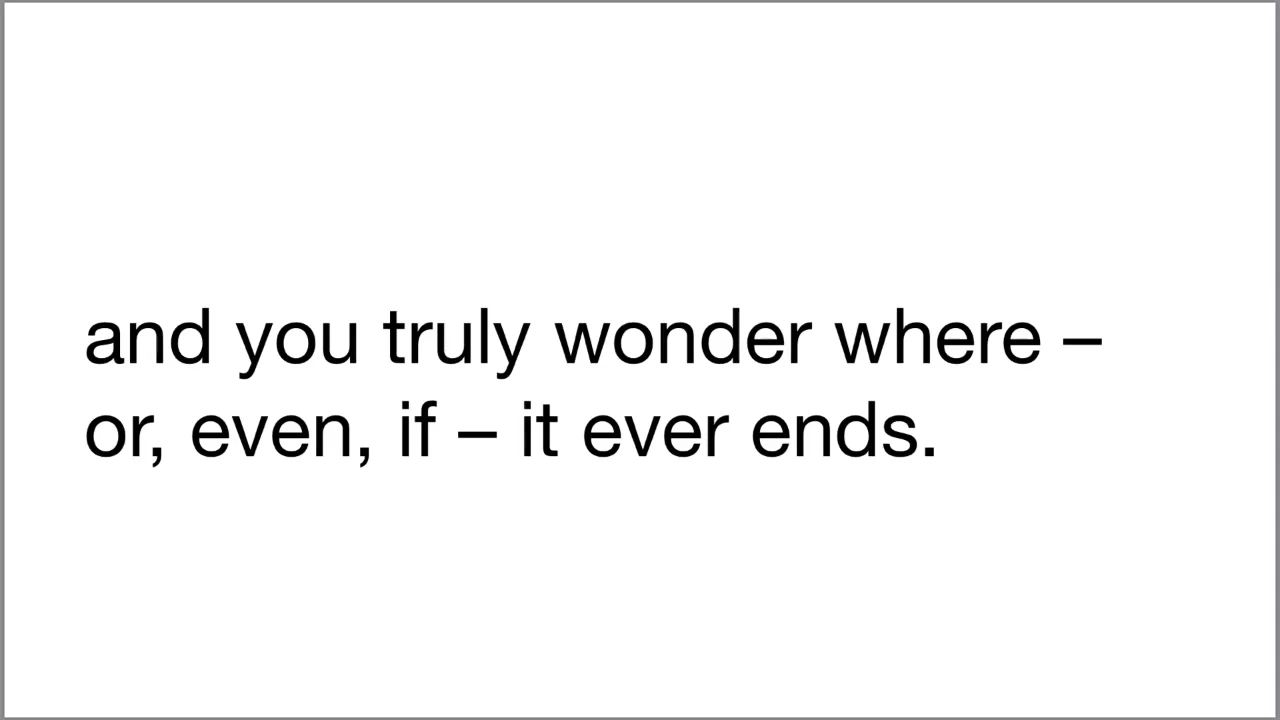 and you truly wonder where –
or, even, if – it ever ends.